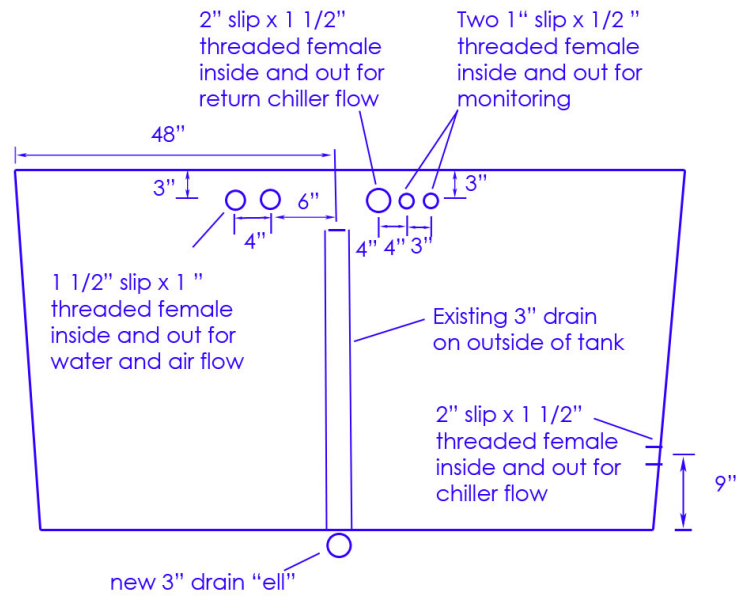 2” slip x 1 1/2”
threaded female
inside and out for
return chiller flow
Two 1“ slip x 1/2 ”
threaded female
inside and out for
monitoring
48”
3”
6”
4”
3”
4”
4”
3”
1 1/2” slip x 1 ”
threaded female
inside and out for
water and air flow
Existing 3” drain
on outside of tank
2” slip x 1 1/2”
threaded female
inside and out for
chiller flow
9”
new 3” drain “ell”